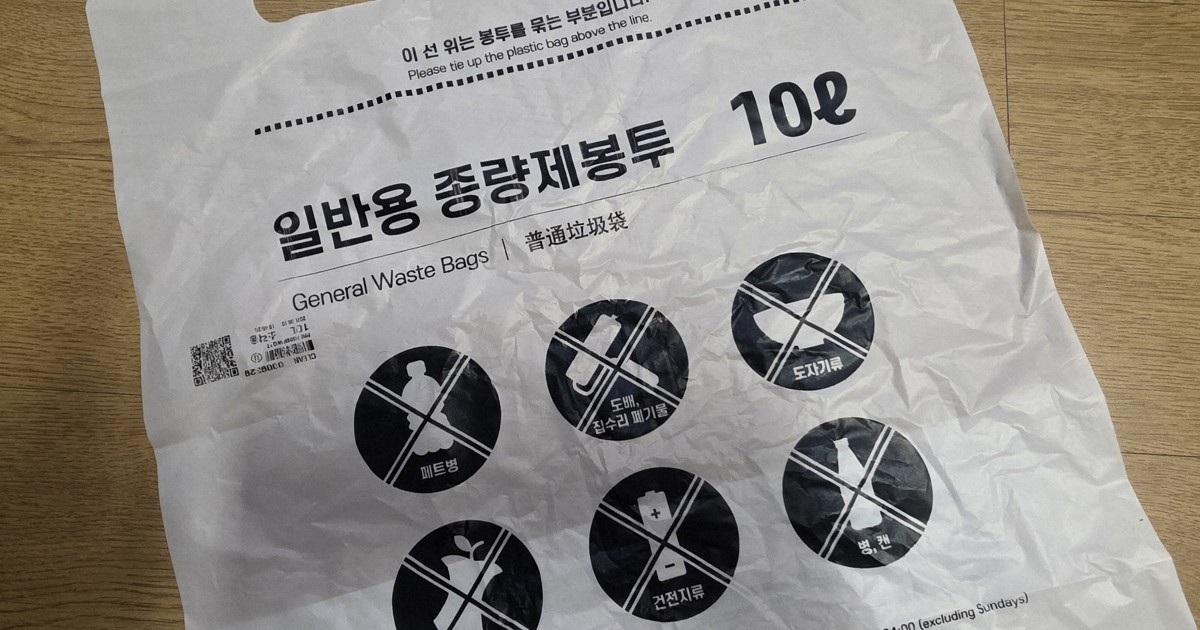 이 선 위는 봉투를 묶는 부분입니다.
Please tie up the plastic bag above the line.
일반용 종량제봉투 10ℓ
General Waste Bags | 普通垃圾袋
10L
CLEAN
도자기류
도배,
집수리 폐기물
페트병
병, 캔
건전지류
(excluding Sundays)